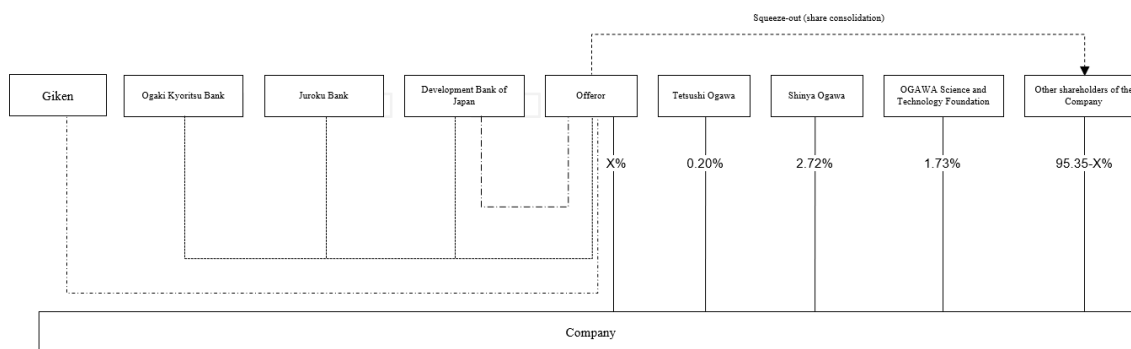 Squeeze-out (share consolidation)
Giken
Ogaki Kyoritsu Bank
Juroku Bank
Development Bank of
Japan
Offeror
Tetsushi Ogawa
Shinya Ogawa
OGAWA Science and
Technology Foundation
Other shareholders of the
Company
X%
0.20%
2.72%
1.73%
95.35-X%
Company